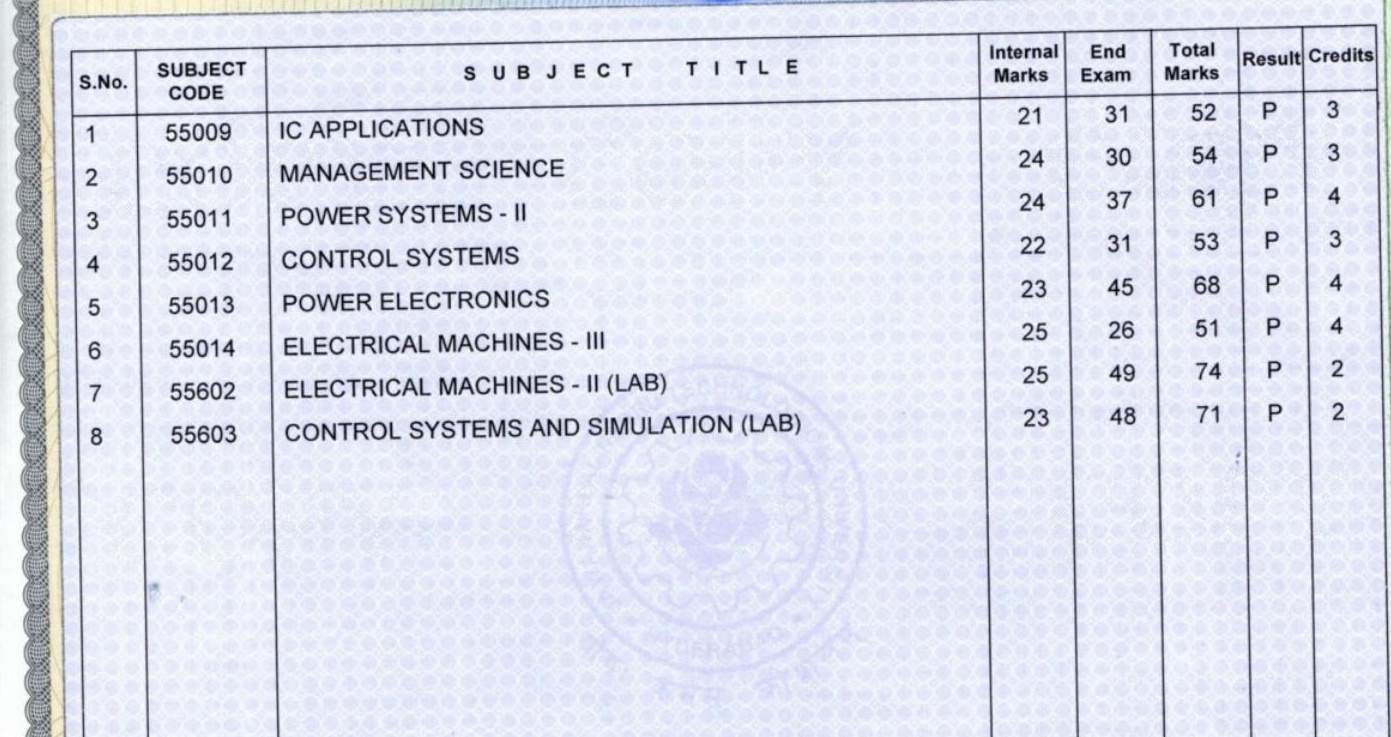 S.No. SUBJECT CODE SUBJECT TITLE Internal Marks End Exam Total Marks Result Credits
1 55009 IC APPLICATIONS 21 31 52 P 3
2 55010 MANAGEMENT SCIENCE 24 30 54 P 3
3 55011 POWER SYSTEMS - II 24 37 61 P 4
4 55012 CONTROL SYSTEMS 22 31 53 P 3
5 55013 POWER ELECTRONICS 23 45 68 P 4
6 55014 ELECTRICAL MACHINES - III 25 26 51 P 4
7 55602 ELECTRICAL MACHINES - II (LAB) 25 49 74 P 2
8 55603 CONTROL SYSTEMS AND SIMULATION (LAB) 23 48 71 P 2